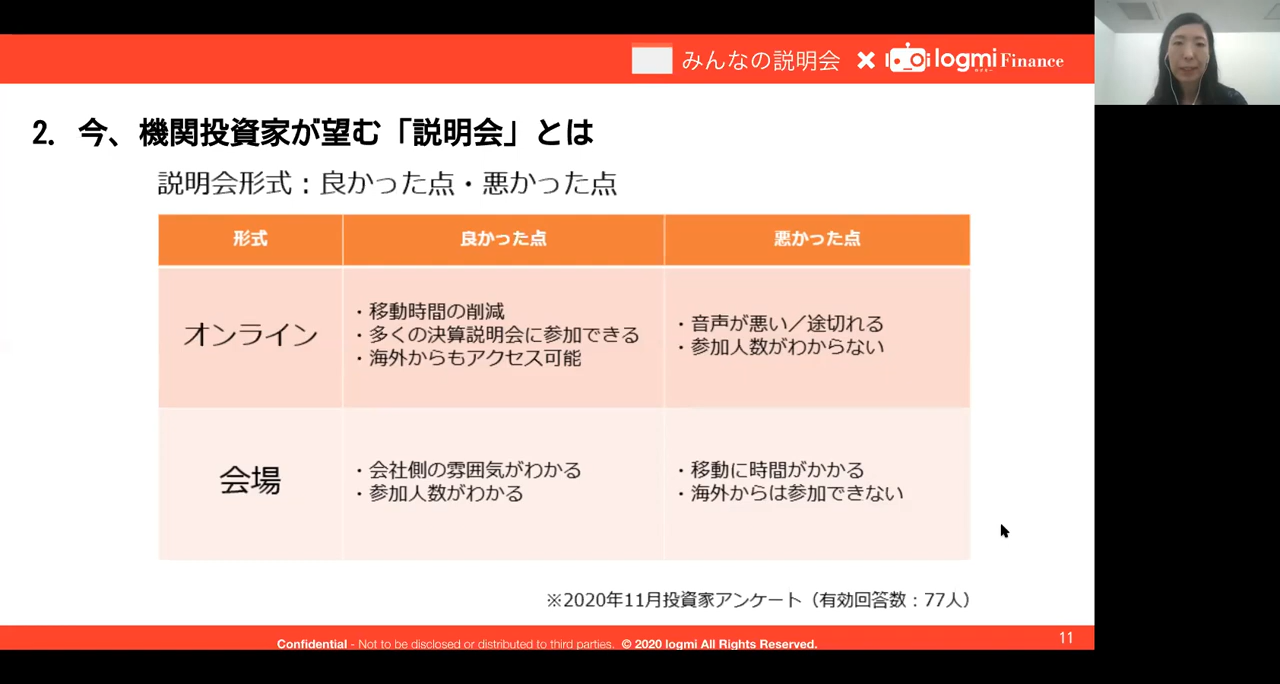 みんなの説明会 × logmi Finance
ログミー
2. 今、機関投資家が望む「説明会」とは
説明会形式：良かった点・悪かった点
形式 良かった点 悪かった点
オンライン
・移動時間の削減
・多くの決算説明会に参加できる
・海外からもアクセス可能
・音声が悪い／途切れる
・参加人数がわからない
会場
・会社側の雰囲気がわかる
・参加人数がわかる
・移動に時間がかかる
・海外からは参加できない
※2020年11月投資家アンケート（有効回答数：77人）
Confidential - Not to be disclosed or distributed to third parties. © 2020 logmi All Rights Reserved.
11